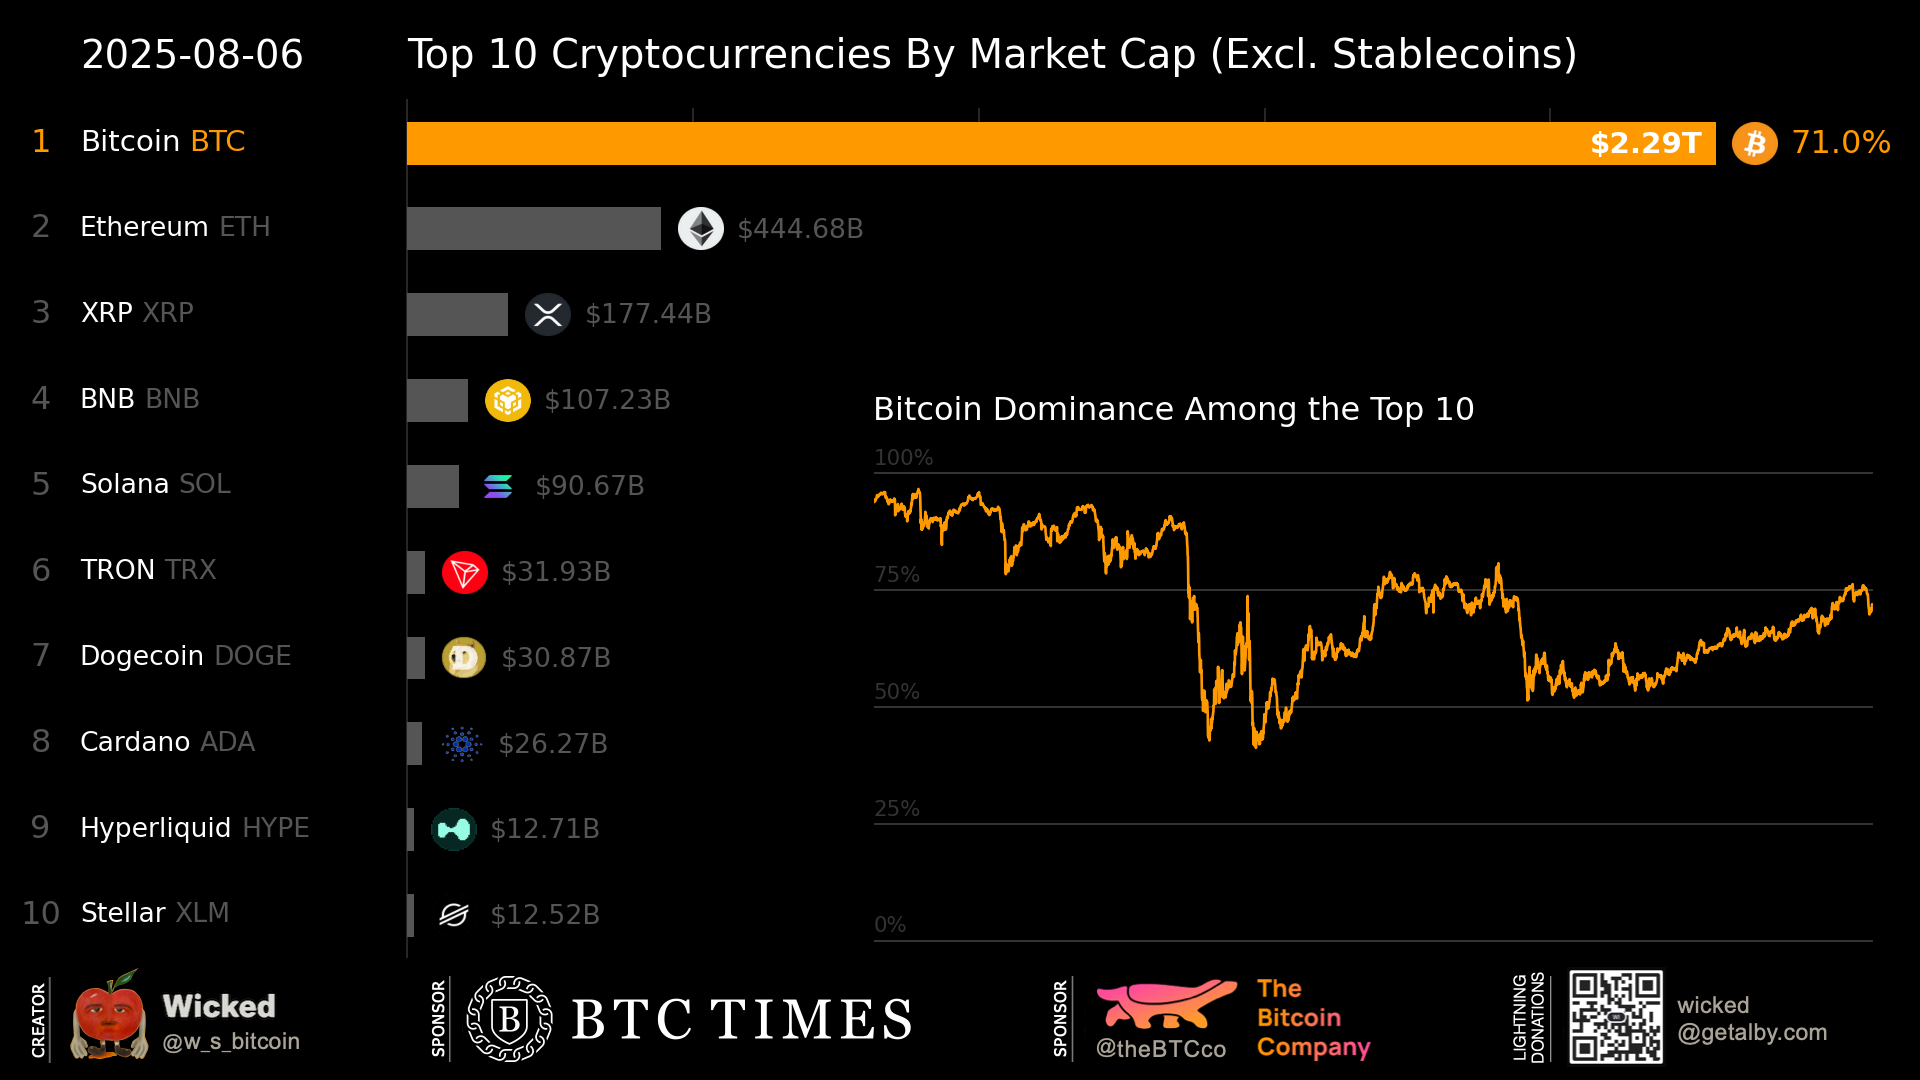 2025-08-06
Top 10 Cryptocurrencies By Market Cap (Excl. Stablecoins)
1 Bitcoin BTC $2.29T 71.0%
2 Ethereum ETH $444.68B
3 XRP XRP $177.44B
4 BNB BNB $107.23B
5 Solana SOL $90.67B
6 TRON TRX $31.93B
7 Dogecoin DOGE $30.87B
8 Cardano ADA $26.27B
9 Hyperliquid HYPE $12.71B
10 Stellar XLM $12.52B
Bitcoin Dominance Among the Top 10
100%
75%
50%
25%
0%
CREATOR
Wicked
@w_s_bitcoin
SPONSOR
B
BTC TIMES
SPONSOR
@theBTCco
The
Bitcoin
Company
LIGHTNING
DONATIONS
wicked
@getalby.com